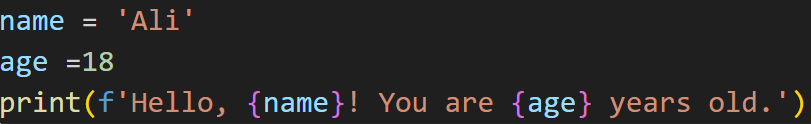 name = 'Ali'
age =18
print(f'Hello, {name}! You are {age} years old.')